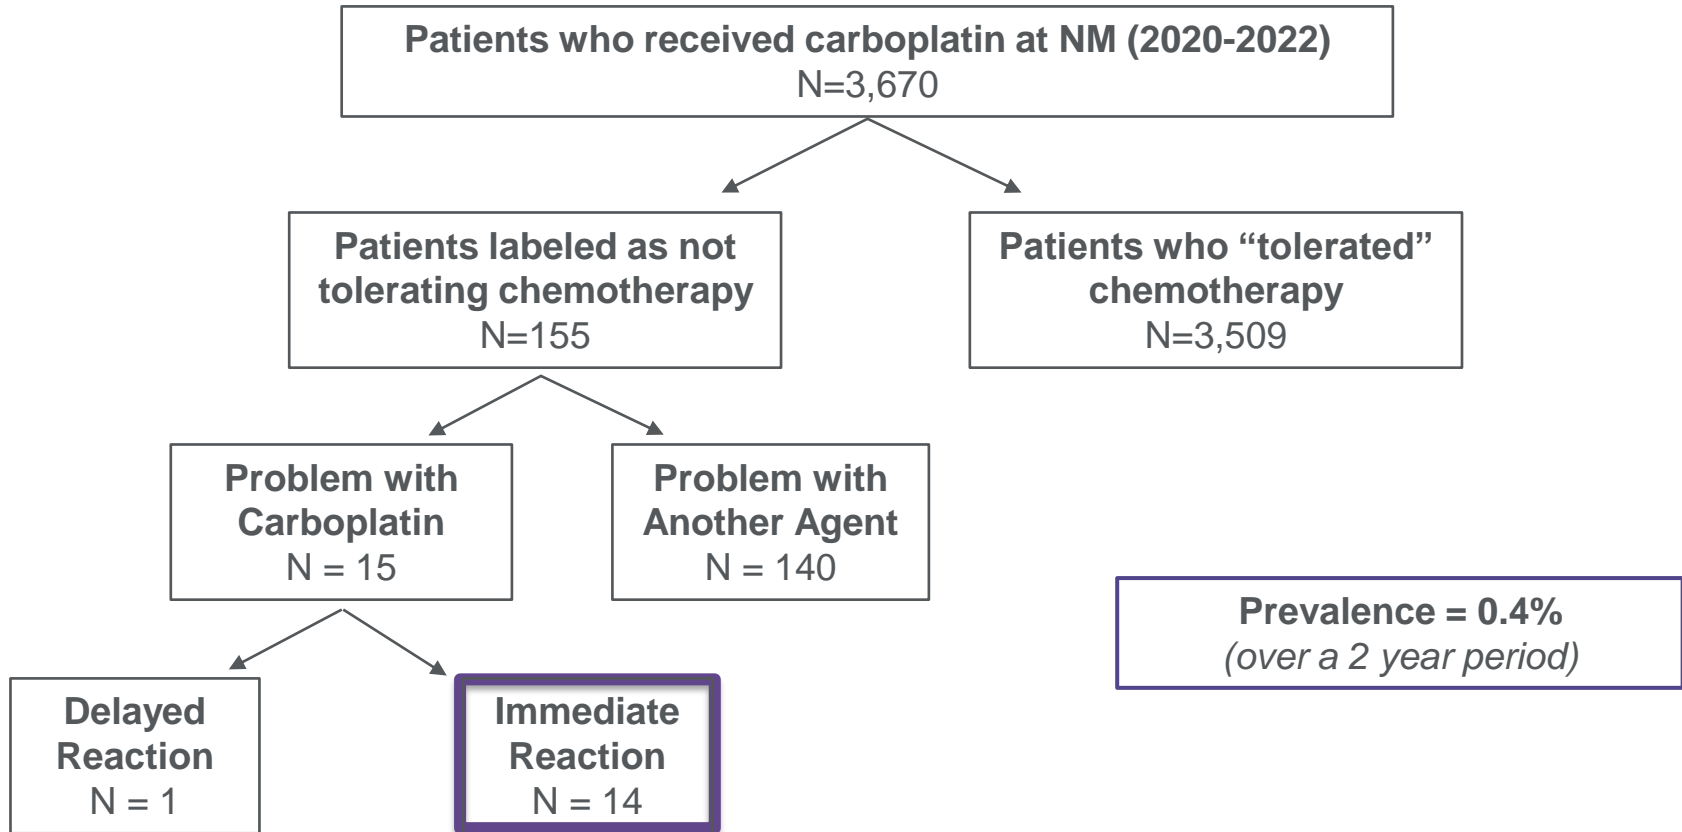 Patients who received carboplatin at NM (2020-2022)
N=3,670
Patients labeled as not
tolerating chemotherapy
N=155
Patients who “tolerated”
chemotherapy
N=3,509
Problem with
Carboplatin
N = 15
Problem with
Another Agent
N = 140
Prevalence = 0.4%
(over a 2 year period)
Delayed
Reaction
N = 1
Immediate
Reaction
N = 14